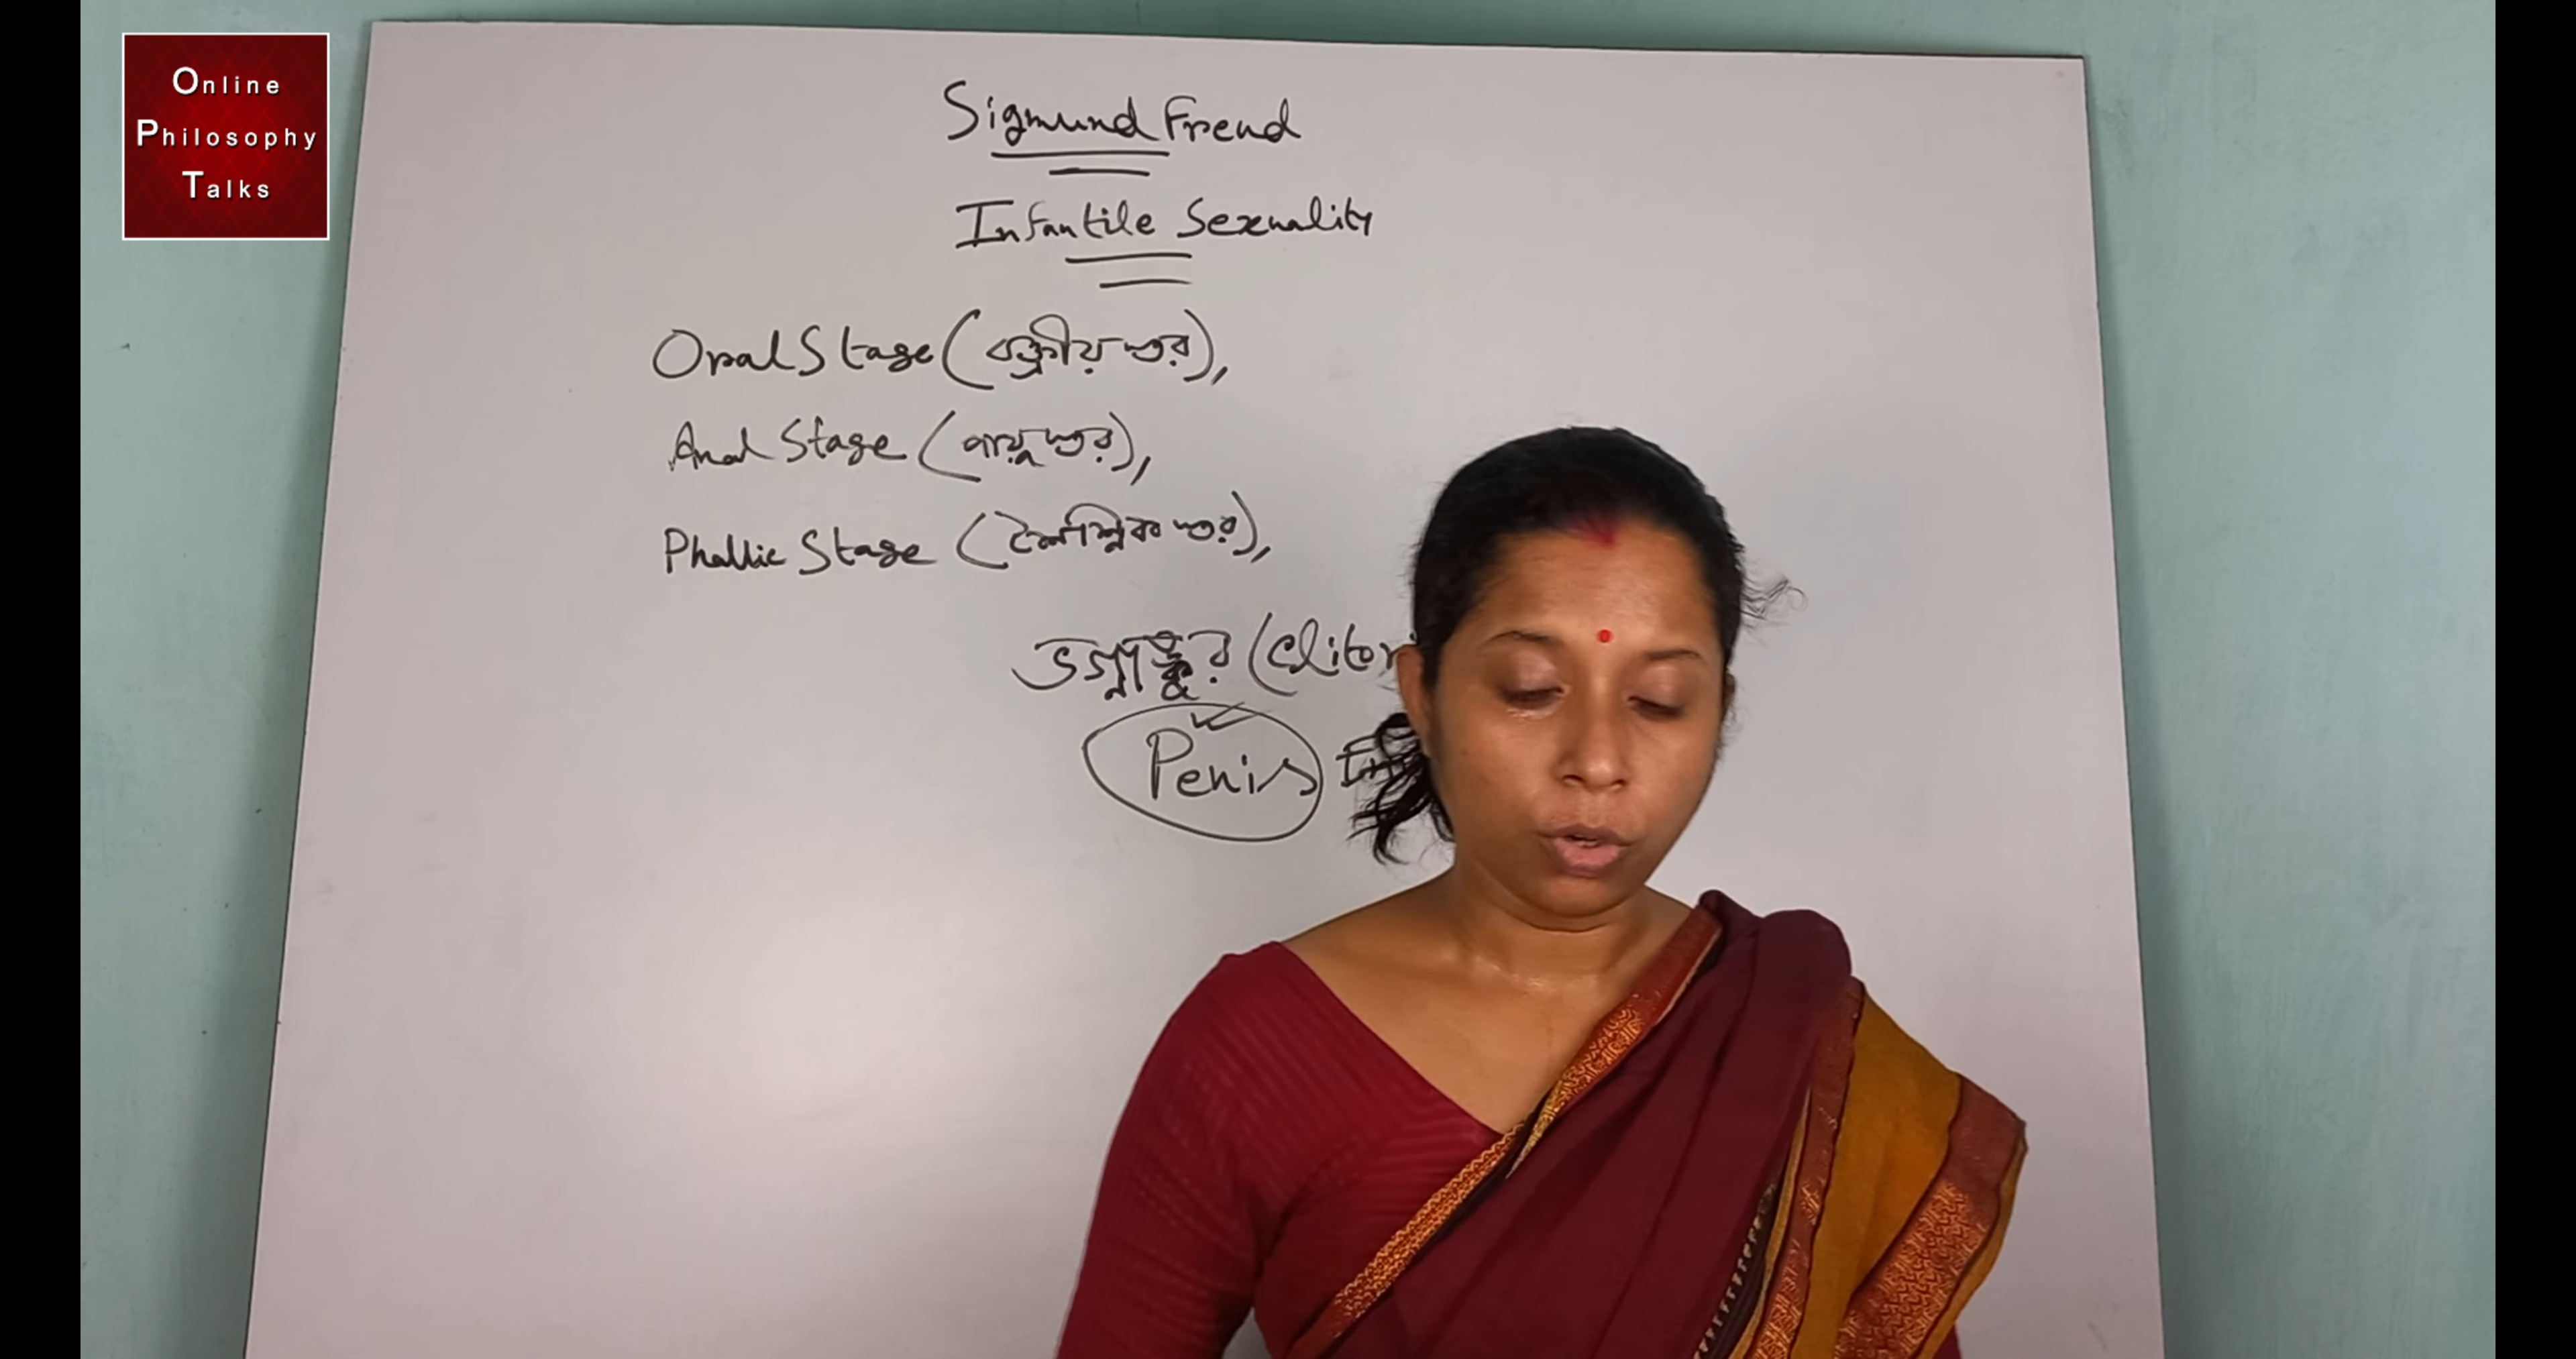 Online
Philosophy
Talks
Sigmund Freud
Infantile Sexuality
Oral Stage (বক্ত্রীয় স্তর),
Anal Stage (পায়ু স্তর),
Phallic Stage (লৈঙ্গিক স্তর),
(Clitor
Penis